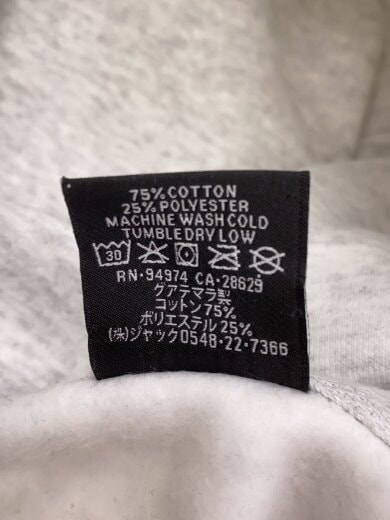 75% COTTON
25% POLYESTER
MACHINE WASH COLD
TUMBLE DRY LOW
30
RN-94974 CA-28629
グアテマラ製
コットン75%
ポリエステル25%
(株)ジャック0548-22-7366